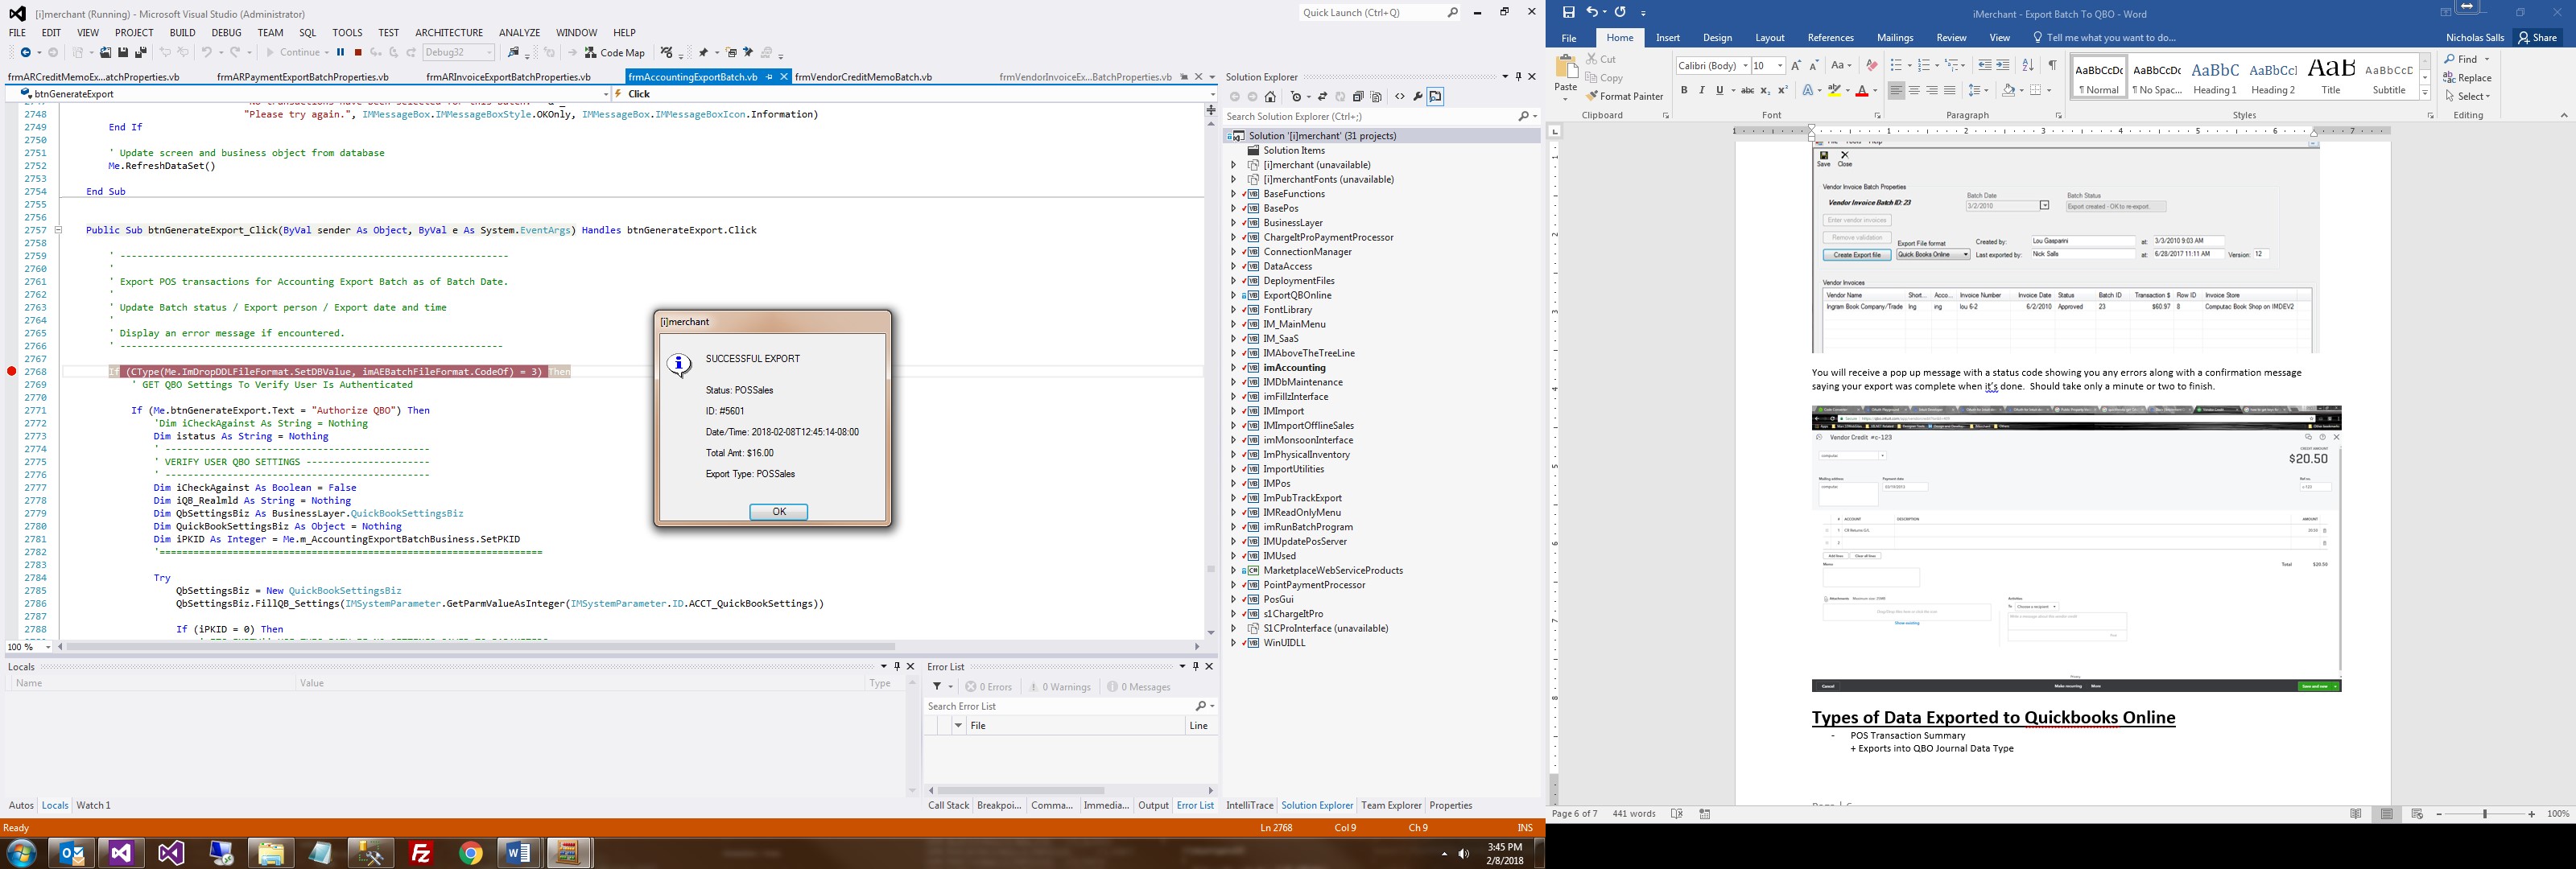 [i]merchant (Running) - Microsoft Visual Studio (Administrator)
Quick Launch (Ctrl+Q)
FILE EDIT VIEW PROJECT BUILD DEBUG TEAM SQL TOOLS TEST ARCHITECTURE ANALYZE WINDOW HELP
Continue Debug32 Code Map
frmARCreditMemoEx...atchProperties.vb frmARPaymentExportBatchProperties.vb frmARInvoiceExportBatchProperties.vb frmAccountingExportBatch.vb frmVendorCreditMemoBatch.vb frmVendorInvoiceEx...BatchProperties.vb
btnGenerateExport Click
2748 "Please try again.", IMMessageBox.IMMessageBoxStyle.OKOnly, IMMessageBox.IMMessageBoxIcon.Information)
2749 End If
2750
2751 ' Update screen and business object from database
2752 Me.RefreshDataSet()
2753
2754 End Sub
2755
2756
2757 Public Sub btnGenerateExport_Click(ByVal sender As Object, ByVal e As System.EventArgs) Handles btnGenerateExport.Click
2758
2759 ' --------------------------------------------------------------------
2760 '
2761 ' Export POS transactions for Accounting Export Batch as of Batch Date.
2762 '
2763 ' Update Batch status / Export person / Export date and time
2764 '
2765 ' Display an error message if encountered.
2766 ' -------------------------------------------------------------------
2767
2768 If (CType(Me.ImDropDDLFileFormat.SetDBValue, imAEBatchFileFormat.CodeOf) = 3) Then
2769 ' GET QBO Settings To Verify User Is Authenticated
2770
2771 If (Me.btnGenerateExport.Text = "Authorize QBO") Then
2772 'Dim iCheckAgainst As String = Nothing
2773 Dim istatus As String = Nothing
2774 ' ----------------------------------------------
2775 ' VERIFY USER QBO SETTINGS ---------------------
2776 ' ----------------------------------------------
2777 Dim iCheckAgainst As Boolean = False
2778 Dim iQB_Realmld As String = Nothing
2779 Dim QbSettingsBiz As BusinessLayer.QuickBookSettingsBiz
2780 Dim QuickBookSettingsBiz As Object = Nothing
2781 Dim iPKID As Integer = Me.m_AccountingExportBatchBusiness.SetPKID
2782 '==================================================================
2783
2784 Try
2785 QbSettingsBiz = New QuickBookSettingsBiz
2786 QbSettingsBiz.FillQB_Settings(IMSystemParameter.GetParmValueAsInteger(IMSystemParameter.ID.ACCT_QuickBookSettings))
2787
2788 If (iPKID = 0) Then
100 %
[i]merchant
SUCCESSFUL EXPORT
Status: POSSales
ID: #5601
Date/Time: 2018-02-08T12:45:14-08:00
Total Amt: $16.00
Export Type: POSSales
OK
Locals
Name Value Type
Autos Locals Watch 1
Error List
0 Errors 0 Warnings 0 Messages
Search Error List
File Line
Call Stack Breakpoi... Comma... Immedia... Output Error List
Solution Explorer
Search Solution Explorer (Ctrl+;)
Solution '[i]merchant' (31 projects)
Solution Items
[i]merchant (unavailable)
[i]merchantFonts (unavailable)
BaseFunctions
BasePos
BusinessLayer
ChargeItProPaymentProcessor
ConnectionManager
DataAccess
DeploymentFiles
ExportQBOnline
FontLibrary
IM_MainMenu
IM_SaaS
IMAboveTheTreeLine
imAccounting
IMDbMaintenance
imFillzInterface
IMImport
IMImportOfflineSales
imMonsoonInterface
ImPhysicalInventory
ImportUtilities
IMPos
ImPubTrackExport
IMReadOnlyMenu
imRunBatchProgram
IMUpdatePosServer
IMUsed
MarketplaceWebServiceProducts
PointPaymentProcessor
PosGui
s1ChargeItPro
S1CProInterface (unavailable)
WinUIDLL
IntelliTrace Solution Explorer Team Explorer Properties
Ready Ln 2768 Col 9 Ch 9 INS
3:45 PM
2/8/2018
iMerchant - Export Batch To QBO - Word
File Home Insert Design Layout References Mailings Review View Tell me what you want to do... Nicholas Salls Share
Paste Cut Copy Format Painter
Calibri (Body) 10
AaBbCcDc AaBbCcDc AaBbC AaBbCcI AaB AaBbCcC
¶ Normal ¶ No Spac... Heading 1 Heading 2 Title Subtitle
Find Replace Select
Clipboard Font Paragraph Styles Editing
Save Close
Vendor Invoice Batch Properties
Vendor Invoice Batch ID: 23
Batch Date Batch Status
3/2/2010 Export created - OK to re-export.
Enter vendor invoices
Remove validation
Export File format
Create Export file Quick Books Online
Created by: Lou Gasparini at: 3/3/2010 9:03 AM
Last exported by: Nick Salls at: 6/28/2017 11:11 AM Version: 12
Vendor Invoices
Vendor Name Short... Acco... Invoice Number Invoice Date Status Batch ID Transaction $ Row ID Invoice Store
Ingram Book Company/Trade Ing ing lou 6-2 6/2/2010 Approved 23 $60.97 8 Computac Book Shop on IMDEV2
You will receive a pop up message with a status code showing you any errors along with a confirmation message
saying your export was complete when it's done. Should take only a minute or two to finish.
Vendor Credit #c-123
$20.50
ACCOUNT DESCRIPTION AMOUNT
Total $20.50
Cancel Make recurring More Save and new
Types of Data Exported to Quickbooks Online
- POS Transaction Summary
+ Exports into QBO Journal Data Type
Page 6 of 7 441 words 100%